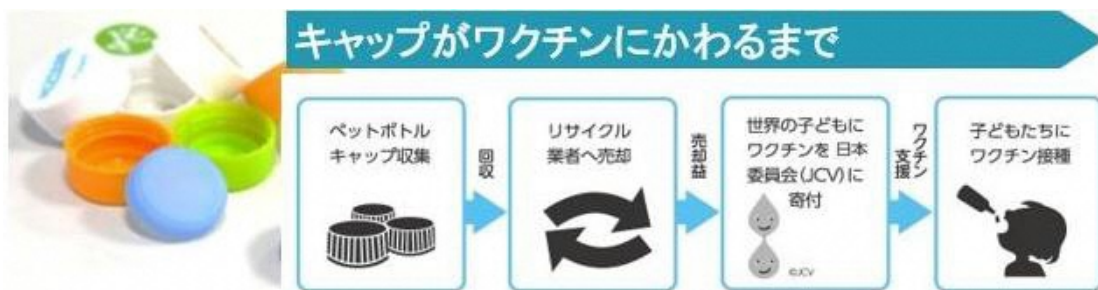 キャップがワクチンにかわるまで
ペットボトル
キャップ収集
回収
リサイクル
業者へ売却
売却益
世界の子どもに
ワクチンを 日本
委員会(JCV)に
寄付
©JCV
ワクチン
支援
子どもたちに
ワクチン接種